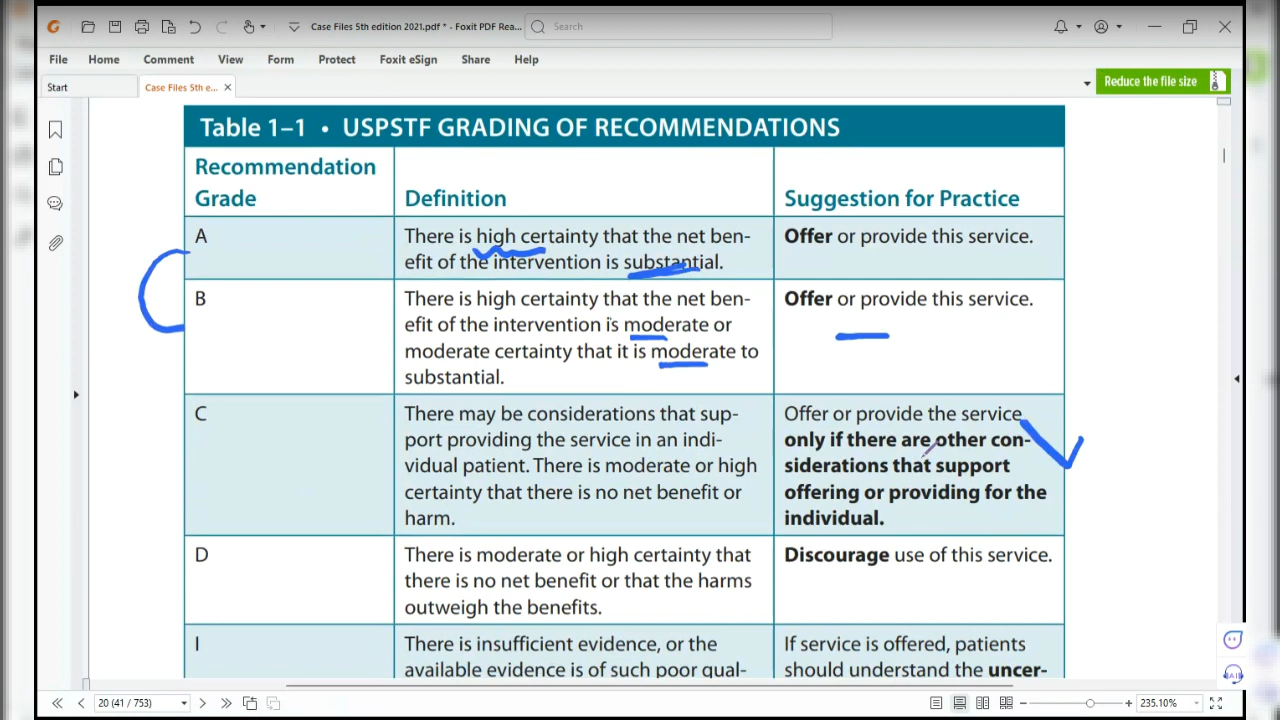 Case Files 5th edition 2021.pdf * - Foxit PDF Rea...
Search
File Home Comment View Form Protect Foxit eSign Share Help
Start
Case Files 5th e...
Reduce the file size
Table 1–1 • USPSTF GRADING OF RECOMMENDATIONS
Recommendation
Grade
Definition
Suggestion for Practice
A
There is high certainty that the net ben-
efit of the intervention is substantial.
Offer or provide this service.
B
There is high certainty that the net ben-
efit of the intervention is moderate or
moderate certainty that it is moderate to
substantial.
Offer or provide this service.
C
There may be considerations that sup-
port providing the service in an indi-
vidual patient. There is moderate or high
certainty that there is no net benefit or
harm.
Offer or provide the service
only if there are other con-
siderations that support
offering or providing for the
individual.
D
There is moderate or high certainty that
there is no net benefit or that the harms
outweigh the benefits.
Discourage use of this service.
I
There is insufficient evidence, or the
available evidence is of such poor qual-
If service is offered, patients
should understand the uncer-
20 (41 / 753)
235.10%